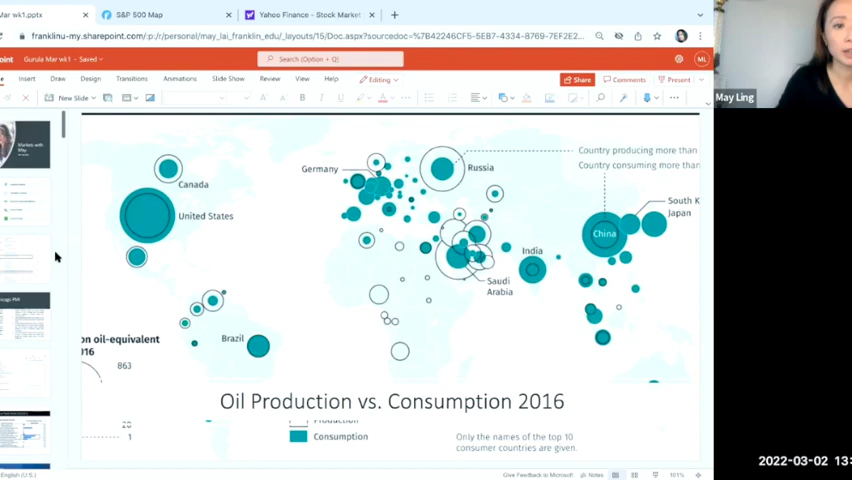 Mar wk1.pptx
S&P 500 Map
Yahoo Finance - Stock Market
franklinu-my.sharepoint.com/:p:/r/personal/may_lai_franklin_edu/_layouts/15/Doc.aspx?sourcedoc=%7B42246CF5-5EB7-4334-8769-7EF2E2...
Gurula Mar wk1 - Saved
Search (Option + Q)
ML
Insert Draw Design Transitions Animations Slide Show Review View Help Editing Share Comments Present
New Slide
May Ling
Markets with
May
Country producing more than
Country consuming more than
Germany
Russia
Canada
South K
Japan
United States
China
India
Saudi
Arabia
Brazil
on oil-equivalent
863
Oil Production vs. Consumption 2016
Production
20
1
Consumption
Only the names of the top 10
consumer countries are given.
2022-03-02 13:
English (U.S.)
Give Feedback to Microsoft
Notes
101%